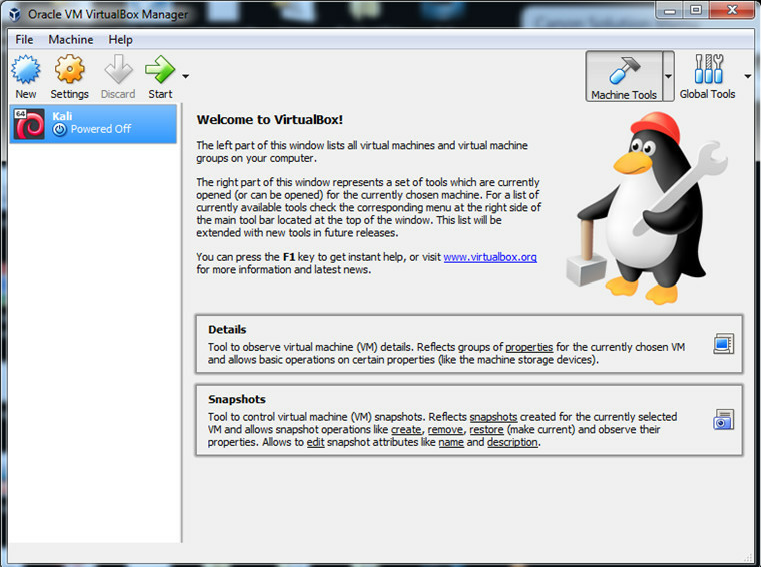 Oracle VM VirtualBox Manager
File Machine Help
New Settings Discard Start
Machine Tools Global Tools
64
Kali
Powered Off
Welcome to VirtualBox!
The left part of this window lists all virtual machines and virtual machine
groups on your computer.
The right part of this window represents a set of tools which are currently
opened (or can be opened) for the currently chosen machine. For a list of
currently available tools check the corresponding menu at the right side of
the main tool bar located at the top of the window. This list will be
extended with new tools in future releases.
You can press the F1 key to get instant help, or visit www.virtualbox.org
for more information and latest news.
Details
Tool to observe virtual machine (VM) details. Reflects groups of properties for the currently chosen VM
and allows basic operations on certain properties (like the machine storage devices).
Snapshots
Tool to control virtual machine (VM) snapshots. Reflects snapshots created for the currently selected
VM and allows snapshot operations like create, remove, restore (make current) and observe their
properties. Allows to edit snapshot attributes like name and description.